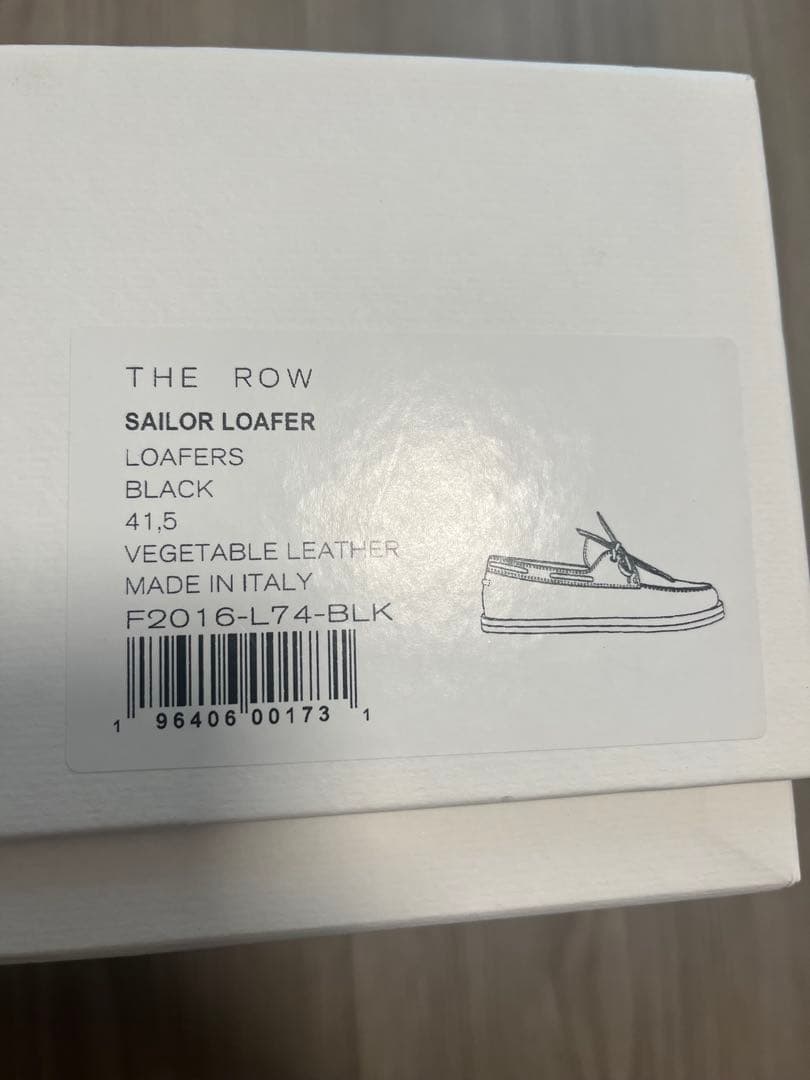 THE ROW
SAILOR LOAFER
LOAFERS
BLACK
41,5
VEGETABLE LEATHER
MADE IN ITALY
F2016-L74-BLK
1 96406 00173 1